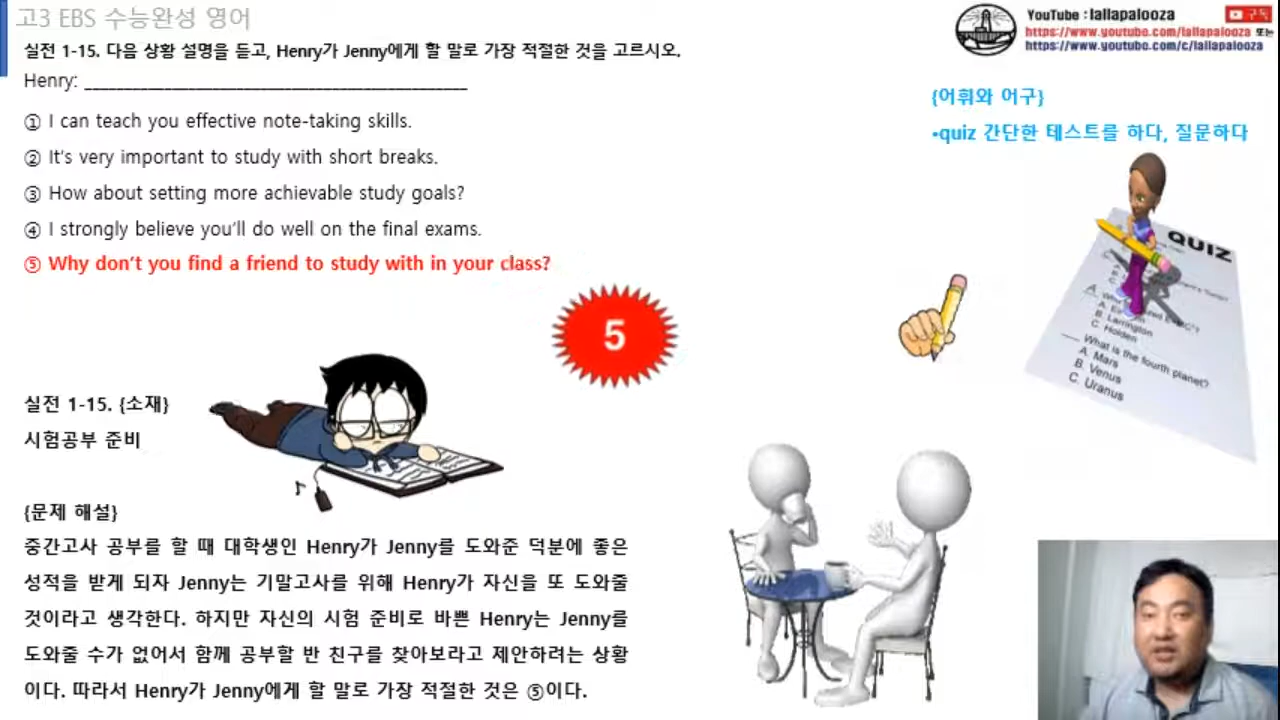 고3 EBS 수능완성 영어
YouTube : lallapalooza
구독
https://www.youtube.com/lallapalooza 또는
https://www.youtube.com/c/lallapalooza
실전 1-15. 다음 상황 설명을 듣고, Henry가 Jenny에게 할 말로 가장 적절한 것을 고르시오.
Henry: ________________________________________________
① I can teach you effective note-taking skills.
② It's very important to study with short breaks.
③ How about setting more achievable study goals?
④ I strongly believe you'll do well on the final exams.
⑤ Why don't you find a friend to study with in your class?
{어휘와 어구}
•quiz 간단한 테스트를 하다, 질문하다
QUIZ
B. Larrington
C. Holden
What is the fourth planet?
A. Mars
B. Venus
C. Uranus
5
실전 1-15. {소재}
시험공부 준비
{문제 해설}
중간고사 공부를 할 때 대학생인 Henry가 Jenny를 도와준 덕분에 좋은
성적을 받게 되자 Jenny는 기말고사를 위해 Henry가 자신을 또 도와줄
것이라고 생각한다. 하지만 자신의 시험 준비로 바쁜 Henry는 Jenny를
도와줄 수가 없어서 함께 공부할 반 친구를 찾아보라고 제안하려는 상황
이다. 따라서 Henry가 Jenny에게 할 말로 가장 적절한 것은 ⑤이다.